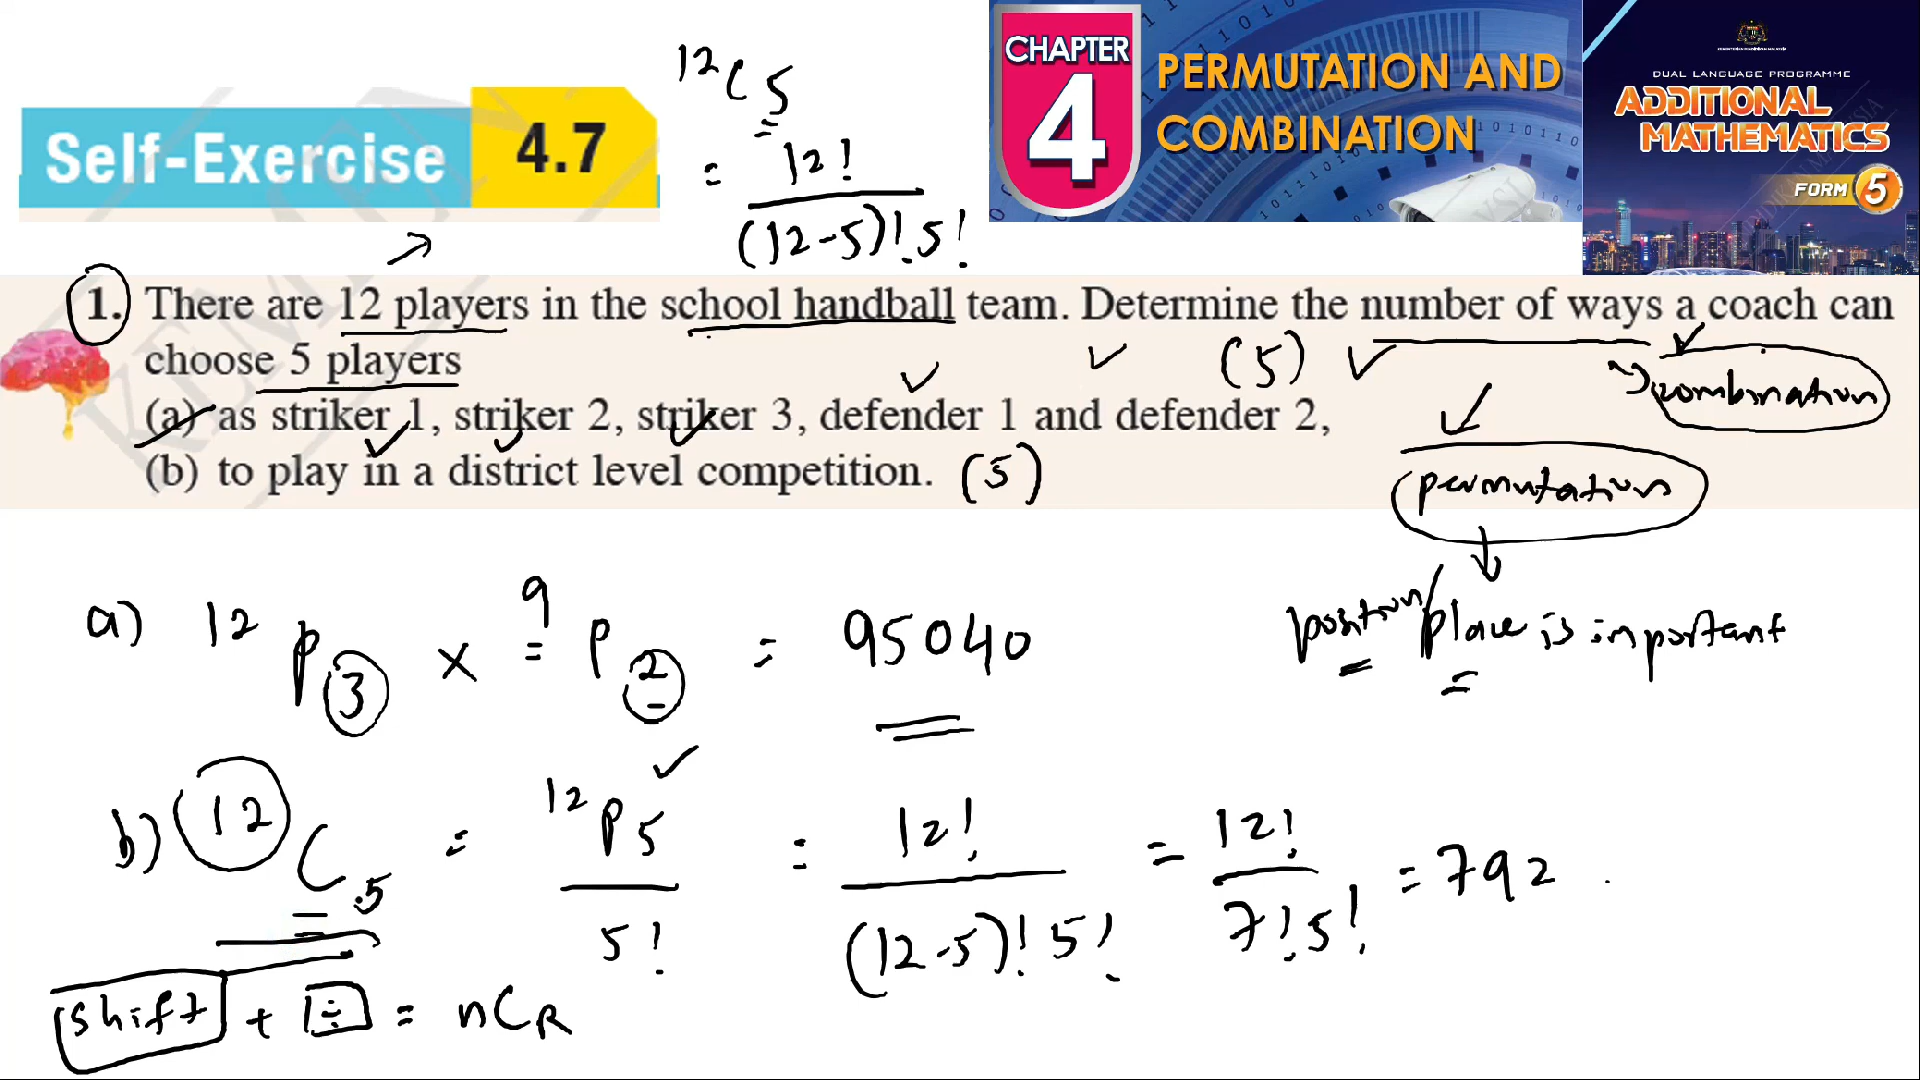 CHAPTER
4
PERMUTATION AND
COMBINATION
DUAL LANGUAGE PROGRAMME
ADDITIONAL
MATHEMATICS
FORM 5
Self-Exercise 4.7
12C5
= 12!
(12-5)!5!
1. There are 12 players in the school handball team. Determine the number of ways a coach can
choose 5 players
(5)
combination
(a) as striker 1, striker 2, striker 3, defender 1 and defender 2,
(b) to play in a district level competition. (5)
permutation
position/place is important
a) 12P3 × 9P2 = 95040
b) 12C5 = 12P5 / 5! = 12! / (12-5)!5! = 12! / 7!5! = 792
shift + ÷ = nCR